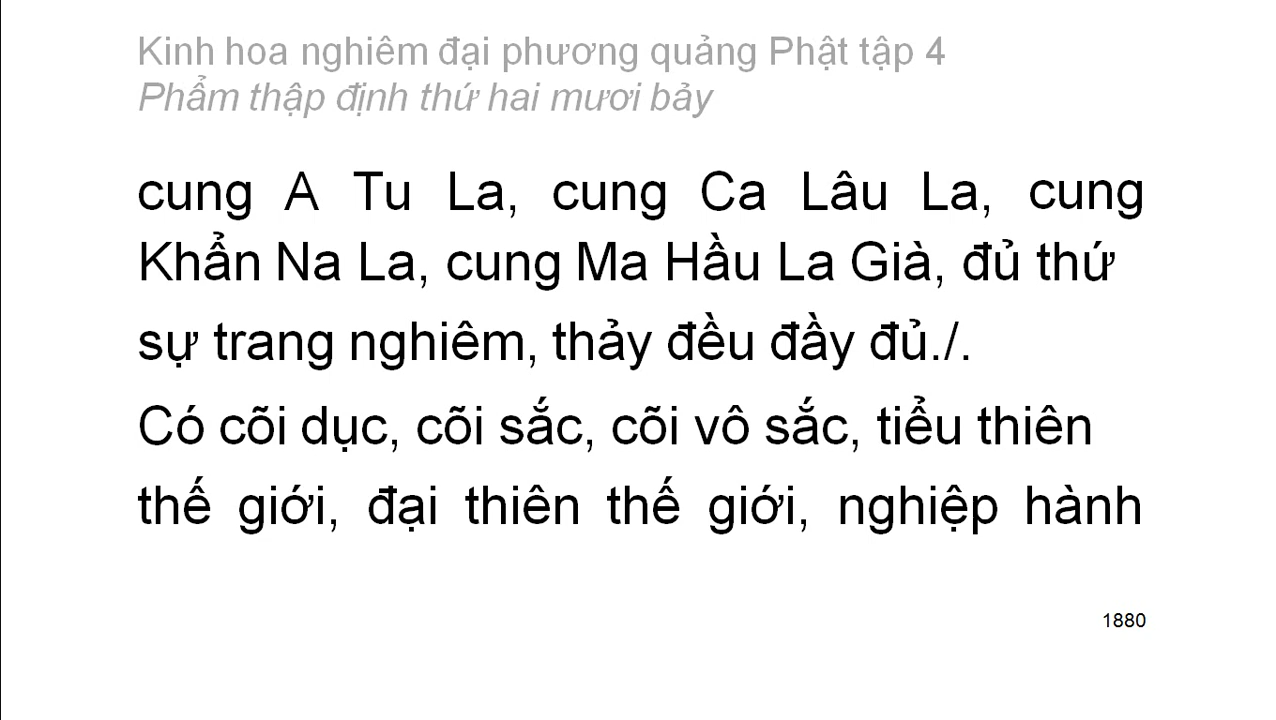 Kinh hoa nghiêm đại phương quảng Phật tập 4
Phẩm thập định thứ hai mươi bảy
cung A Tu La, cung Ca Lâu La, cung
Khẩn Na La, cung Ma Hầu La Già, đủ thứ
sự trang nghiêm, thảy đều đầy đủ./.
Có cõi dục, cõi sắc, cõi vô sắc, tiểu thiên
thế giới, đại thiên thế giới, nghiệp hành
1880